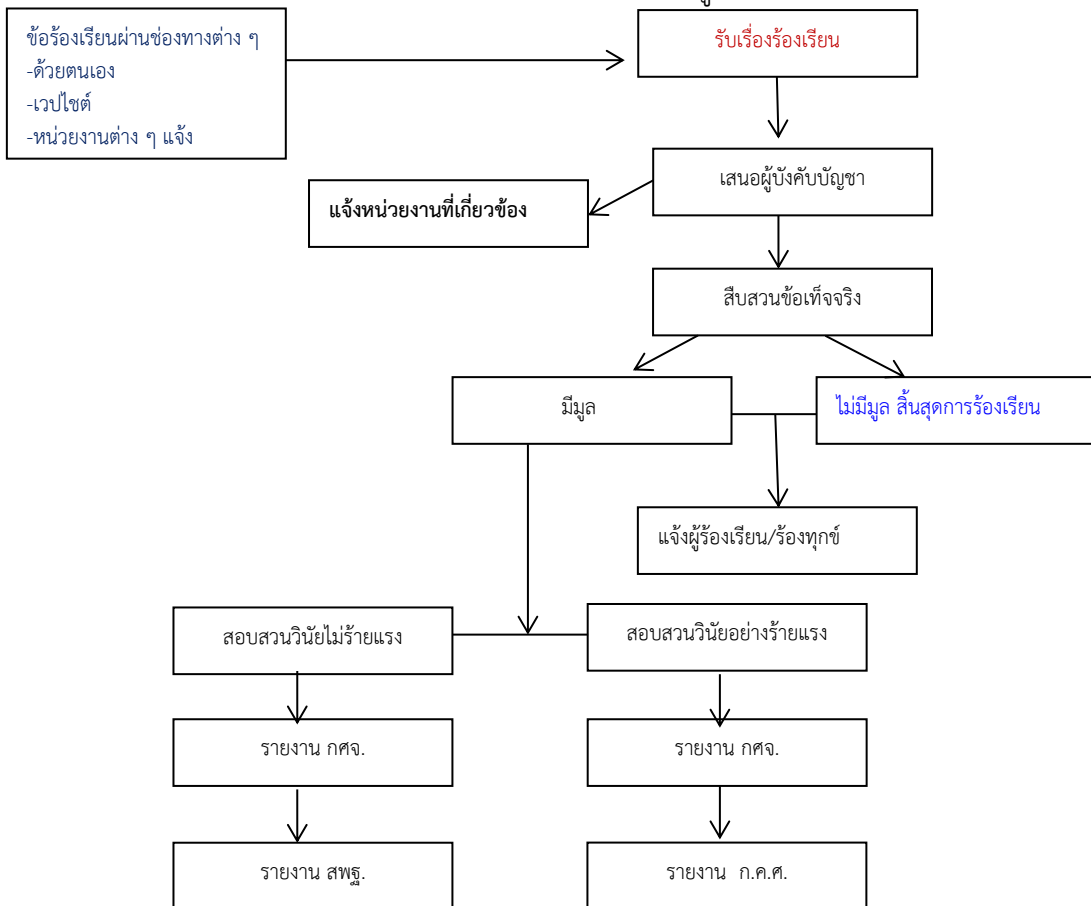 ข้อร้องเรียนผ่านช่องทางต่าง ๆ
-ด้วยตนเอง
-เวปไซต์
-หน่วยงานต่าง ๆ แจ้ง
รับเรื่องร้องเรียน
เสนอผู้บังคับบัญชา
แจ้งหน่วยงานที่เกี่ยวข้อง
สืบสวนข้อเท็จจริง
มีมูล
ไม่มีมูล สิ้นสุดการร้องเรียน
แจ้งผู้ร้องเรียน/ร้องทุกข์
สอบสวนวินัยไม่ร้ายแรง
สอบสวนวินัยอย่างร้ายแรง
รายงาน กศจ.
รายงาน กศจ.
รายงาน สพฐ.
รายงาน ก.ค.ศ.